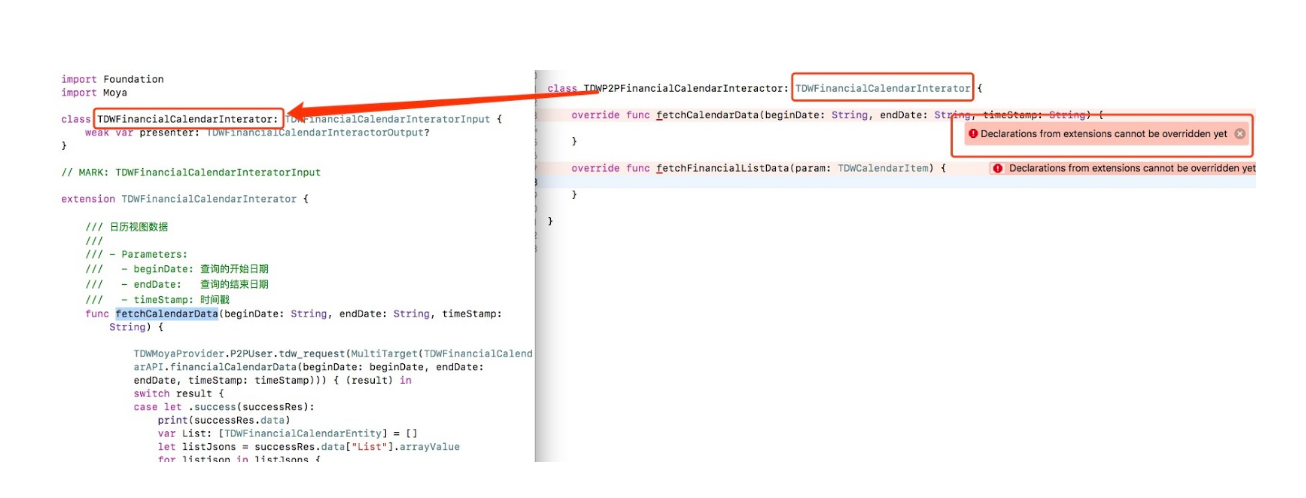 import Foundation
import Moya
class TDWFinancialCalendarInterator: TDWFinancialCalendarInteratorInput {
weak var presenter: TDWFinancialCalendarInteractorOutput?
}
// MARK: TDWFinancialCalendarInteratorInput
extension TDWFinancialCalendarInterator {
/// 日历视图数据
///
/// – Parameters:
/// – beginDate: 查询的开始日期
/// – endDate: 查询的结束日期
/// – timeStamp: 时间戳
func fetchCalendarData(beginDate: String, endDate: String, timeStamp:
String) {
TDWMoyaProvider.P2PUser.tdw_request(MultiTarget(TDWFinancialCalend
arAPI.financialCalendarData(beginDate: beginDate, endDate:
endDate, timeStamp: timeStamp))) { (result) in
switch result {
case let .success(successRes):
print(successRes.data)
var List: [TDWFinancialCalendarEntity] = []
let listJsons = successRes.data["List"].arrayValue
for listjson in listJsons {
class TDWP2PFinancialCalendarInteractor: TDWFinancialCalendarInterator {
override func fetchCalendarData(beginDate: String, endDate: String, timeStamp: String) {
Declarations from extensions cannot be overridden yet
}
override func fetchFinancialListData(param: TDWCalendarItem) {
Declarations from extensions cannot be overridden yet
}
}